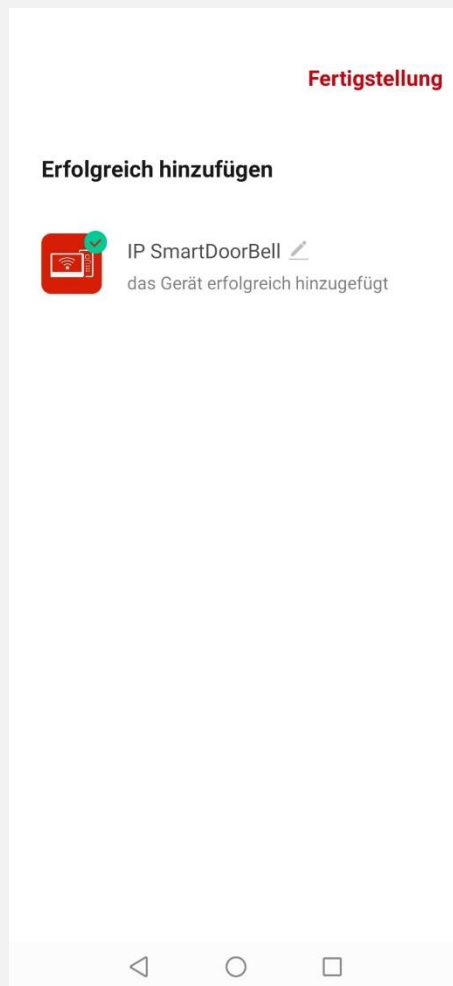 Fertigstellung
Erfolgreich hinzufügen
IP SmartDoorBell
das Gerät erfolgreich hinzugefügt